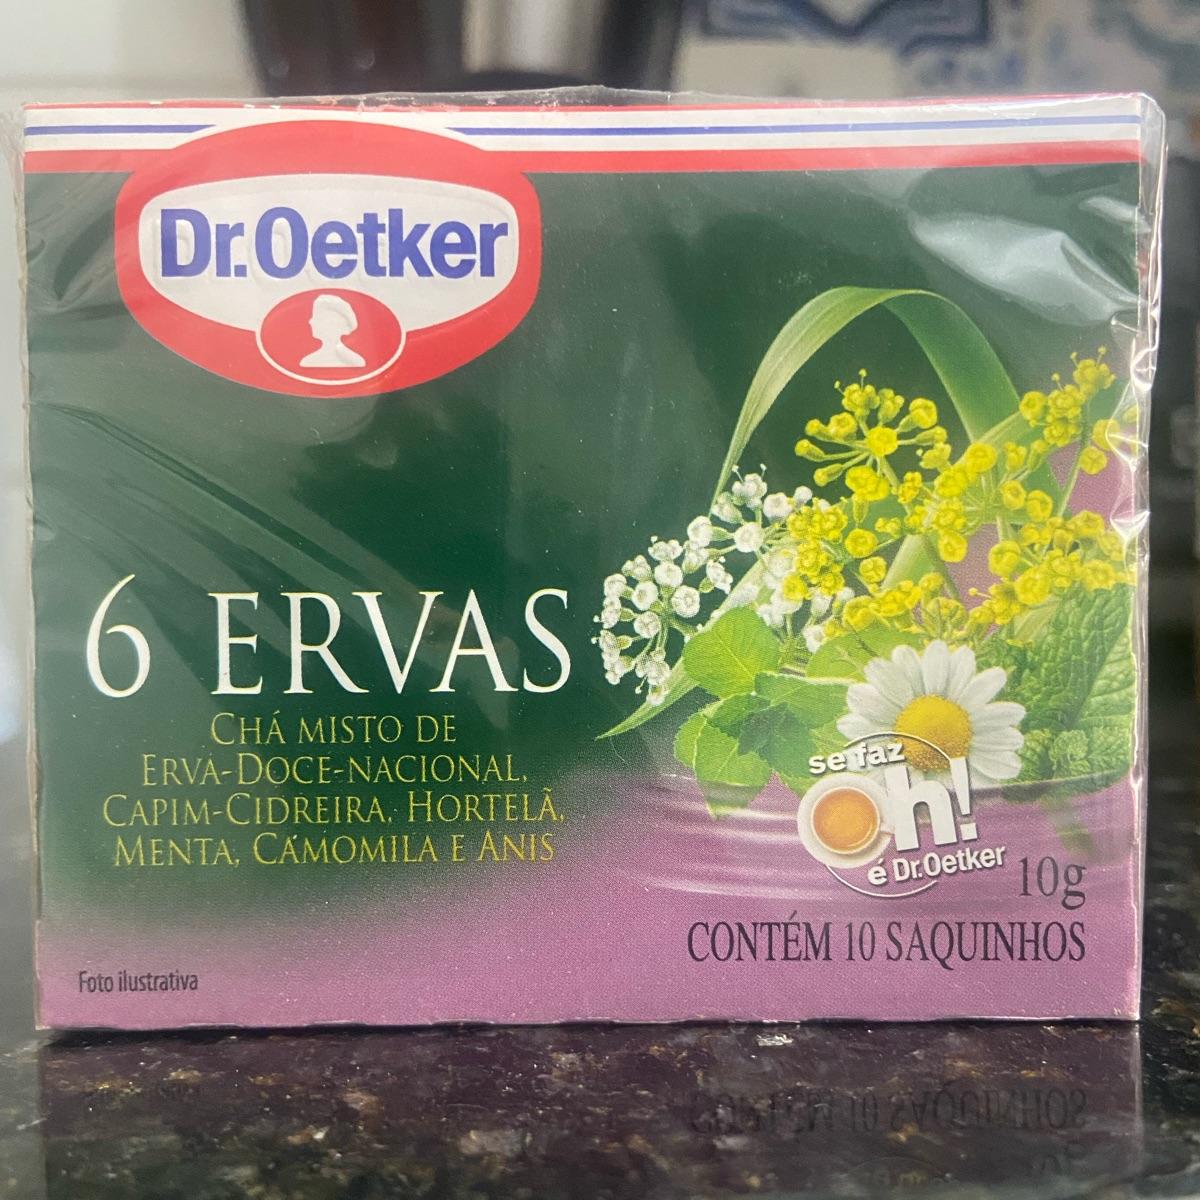 Dr.Oetker
6 ERVAS
CHÁ MISTO DE
ERVA-DOCE-NACIONAL,
CAPIM-CIDREIRA, HORTELÃ,
MENTA, CAMOMILA E ANIS
se faz
Oh!
é Dr.Oetker
10g
CONTÉM 10 SAQUINHOS
Foto ilustrativa